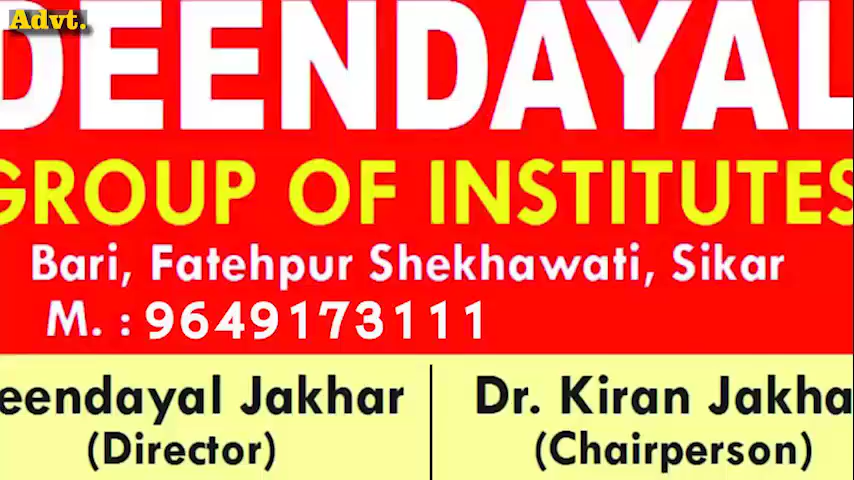 Advt.
DEENDAYAL
GROUP OF INSTITUTES
Bari, Fatehpur Shekhawati, Sikar
M. : 9649173111
eendayal Jakhar
(Director)
Dr. Kiran Jakha
(Chairperson)